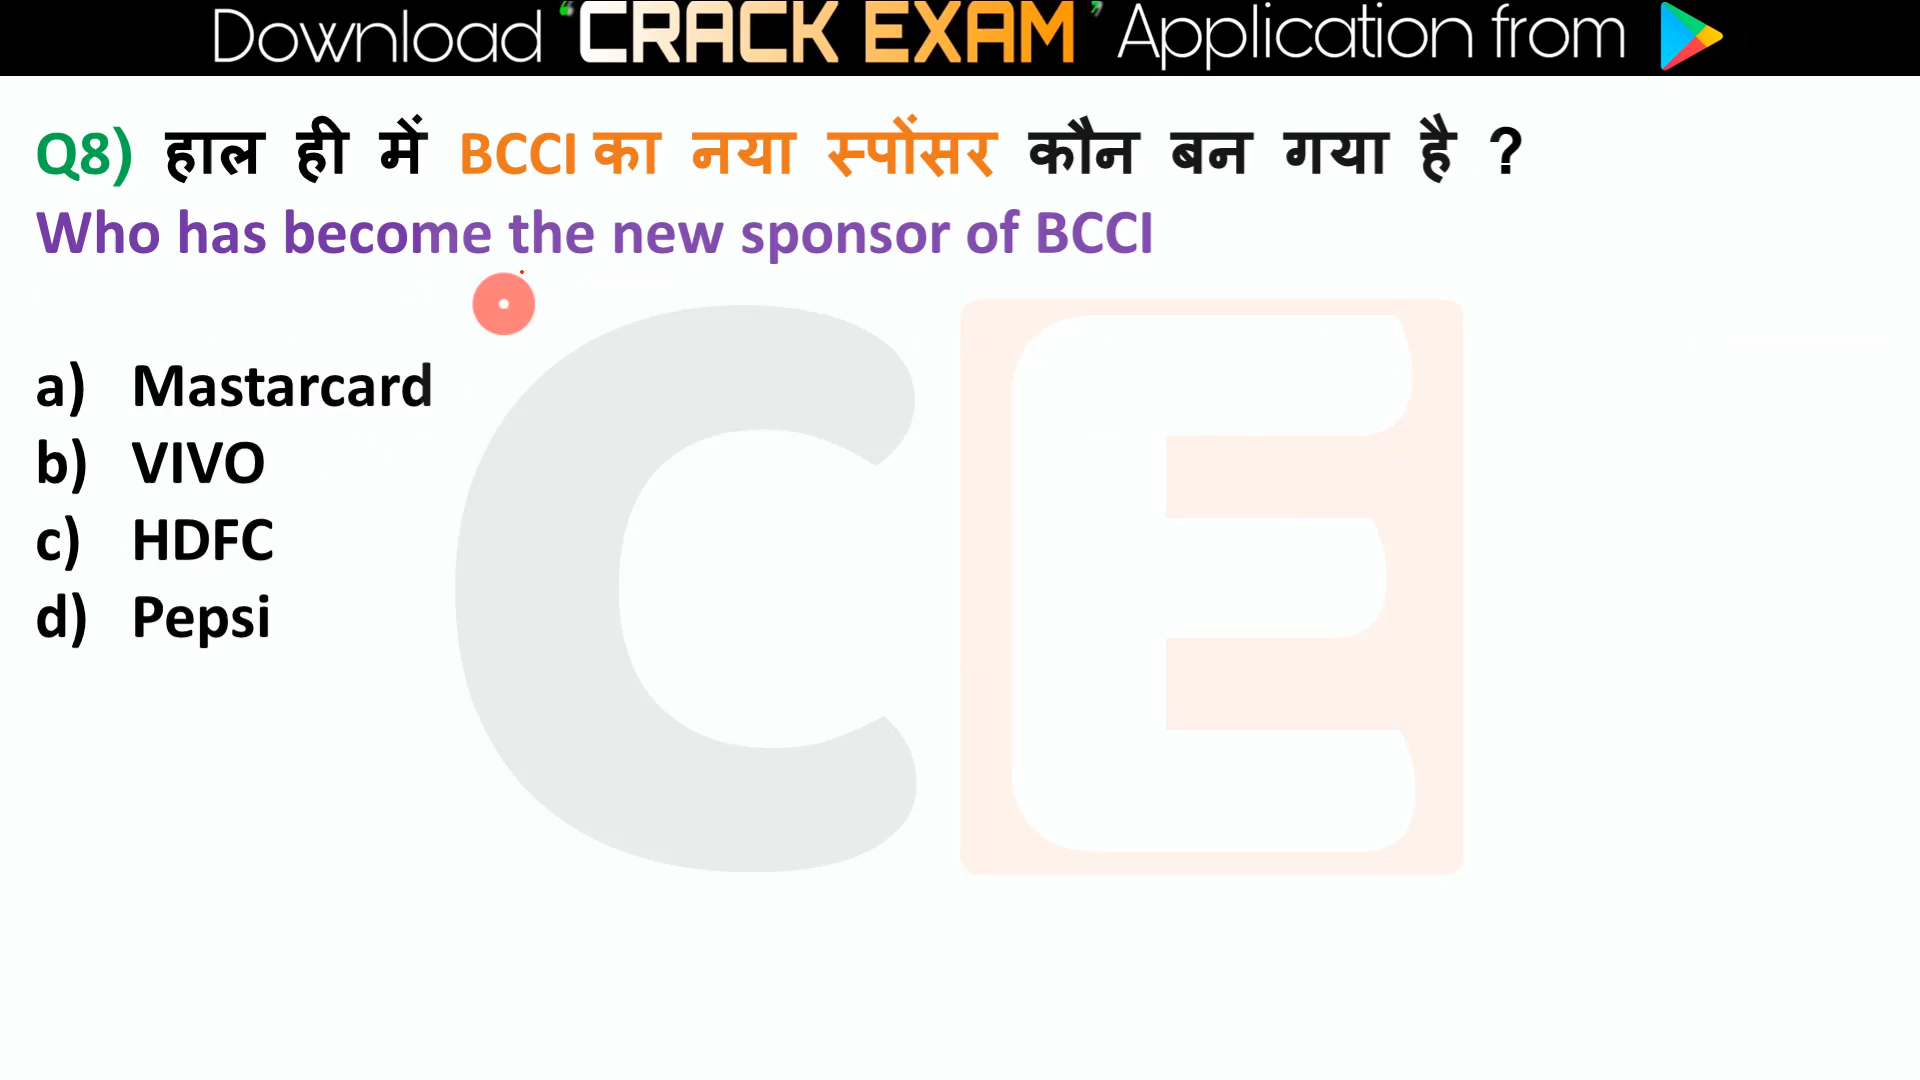 Download ‘CRACK EXAM’ Application from
Q8) हाल ही में BCCI का नया स्पोंसर कौन बन गया है ?
Who has become the new sponsor of BCCI
a) Mastarcard
b) VIVO
c) HDFC
d) Pepsi
CE